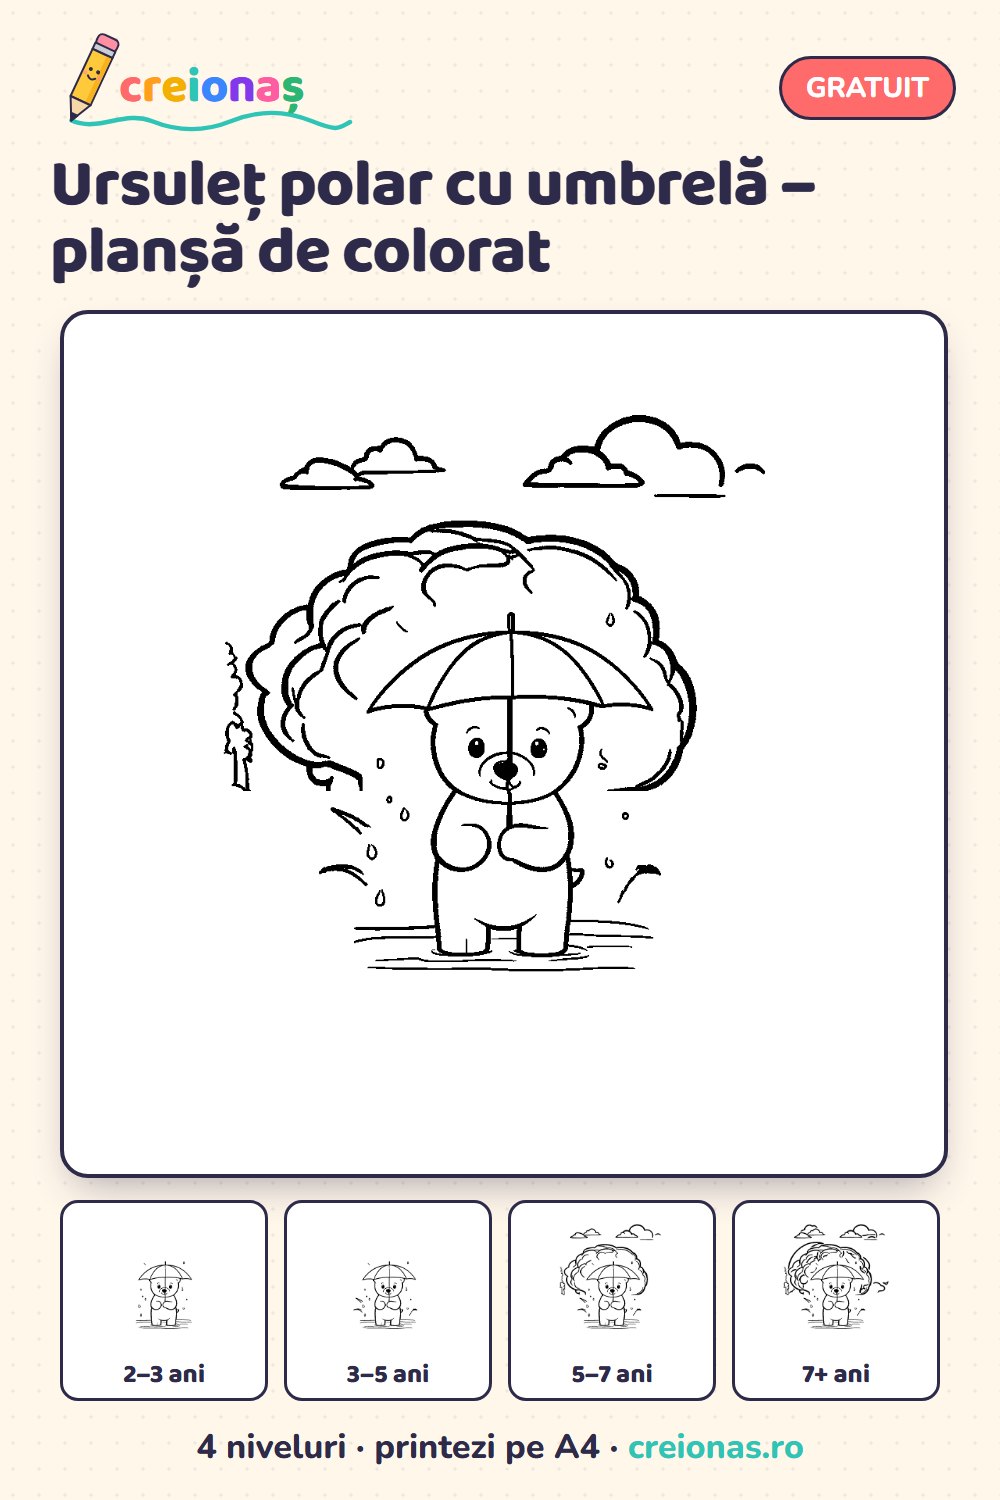 creionaș
GRATUIT
Ursuleț polar cu umbrelă –
planșă de colorat
2–3 ani
3–5 ani
5–7 ani
7+ ani
4 niveluri · printezi pe A4 · creionas.ro